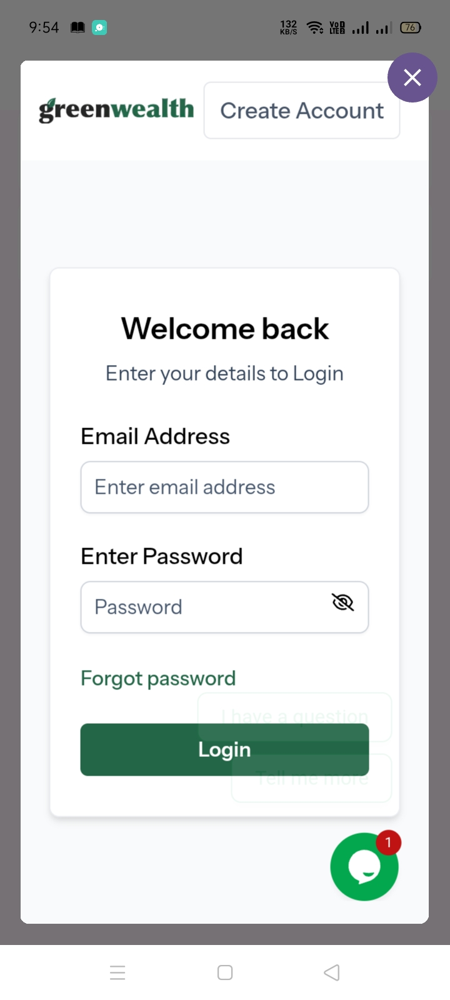 9:54
132 KB/S
VoD LTE2
76
greenwealth
Create Account
Welcome back
Enter your details to Login
Email Address
Enter email address
Enter Password
Password
Forgot password
I have a question
Login
Tell me more
1